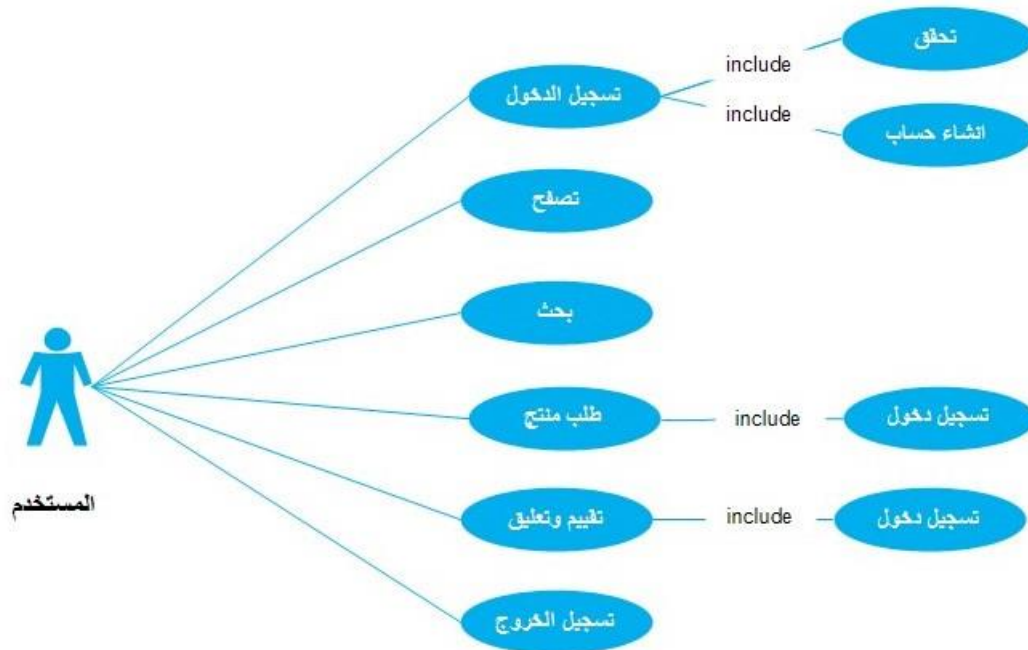 تحقق
include
تسجيل الدخول
include
انشاء حساب
تصفح
بحث
طلب منتج
include
تسجيل دخول
المستخدم
تقييم وتعليق
include
تسجيل دخول
تسجيل الخروج